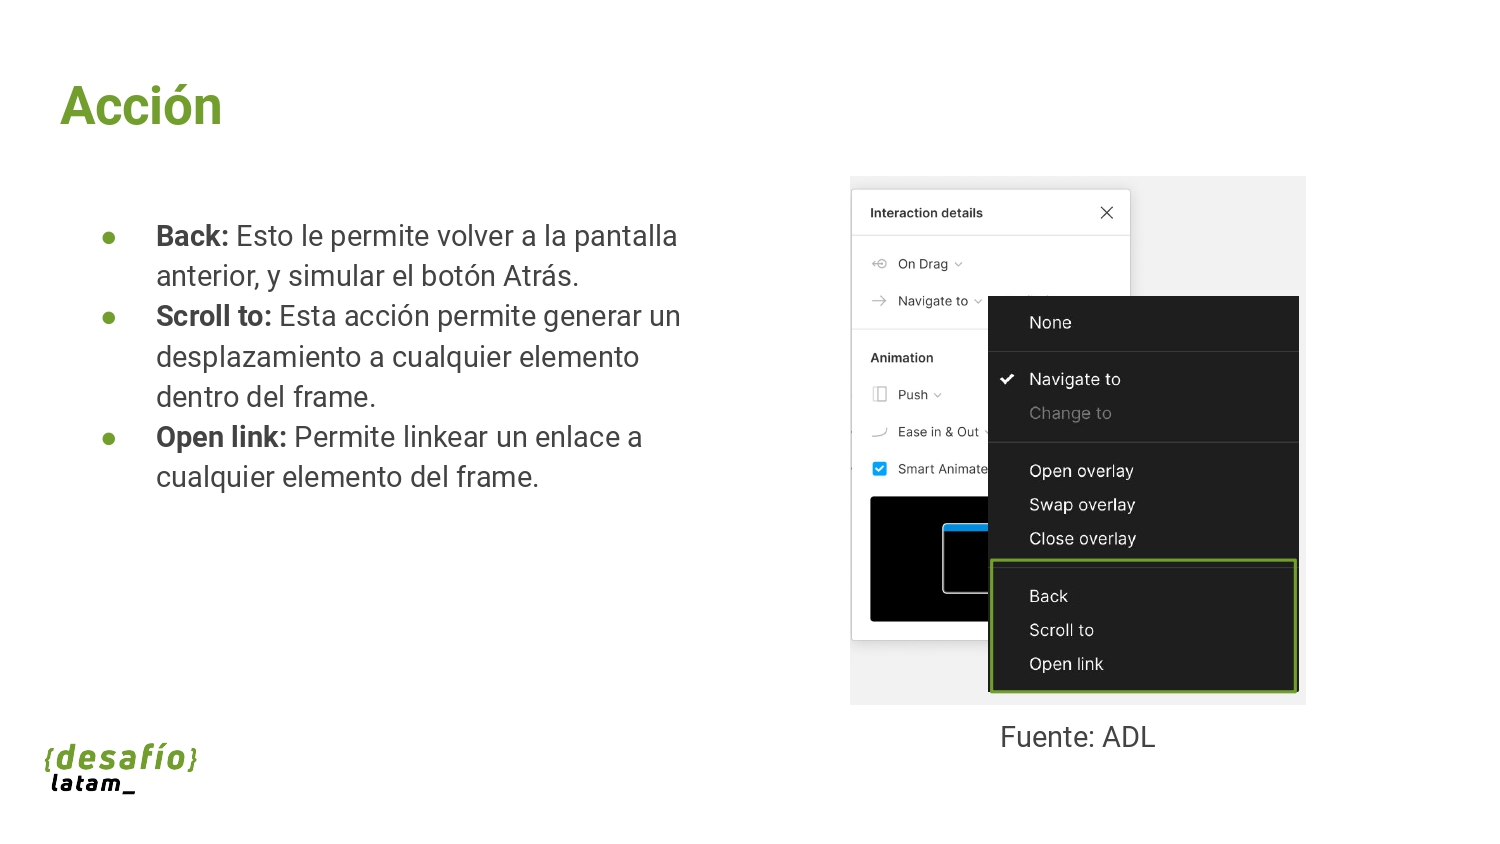 Acción
● Back: Esto le permite volver a la pantalla
anterior, y simular el botón Atrás.
● Scroll to: Esta acción permite generar un
desplazamiento a cualquier elemento
dentro del frame.
● Open link: Permite linkear un enlace a
cualquier elemento del frame.
Interaction details
On Drag
Navigate to
Animation
Push
Ease in & Out
Smart Animate
None
Navigate to
Change to
Open overlay
Swap overlay
Close overlay
Back
Scroll to
Open link
Fuente: ADL
{desafío}
latam_